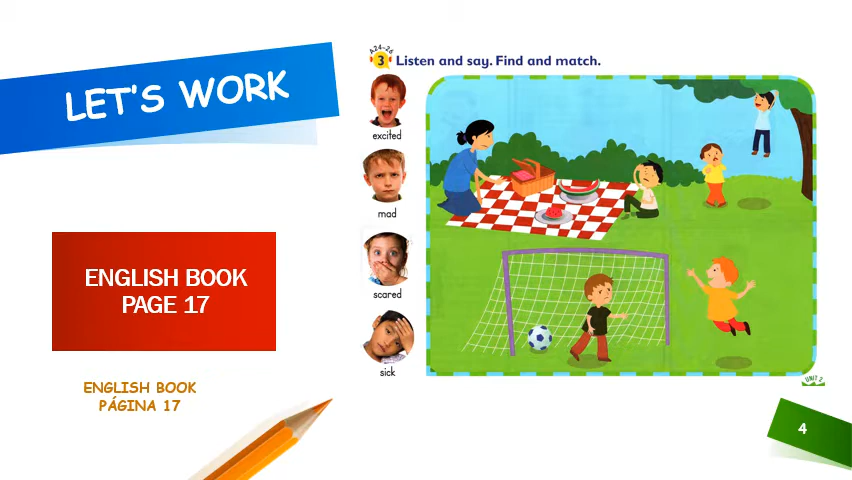 LET'S WORK
ENGLISH BOOK
PAGE 17
ENGLISH BOOK
PÁGINA 17
A24-26
3 Listen and say. Find and match.
excited
mad
scared
sick
UNIT 2
4